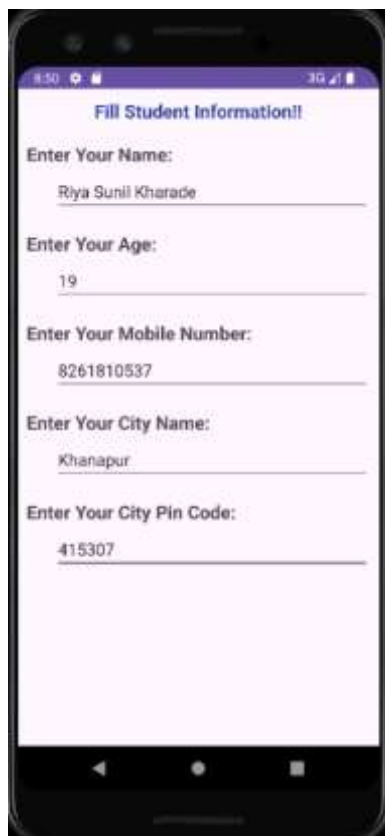 8:50 3G
Fill Student Information!!
Enter Your Name:
Riya Sunil Kharade
Enter Your Age:
19
Enter Your Mobile Number:
8261810537
Enter Your City Name:
Khanapur
Enter Your City Pin Code:
415307